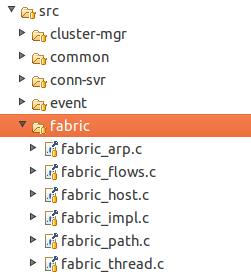 src
cluster-mgr
common
conn-svr
event
fabric
fabric_arp.c
fabric_flows.c
fabric_host.c
fabric_impl.c
fabric_path.c
fabric_thread.c